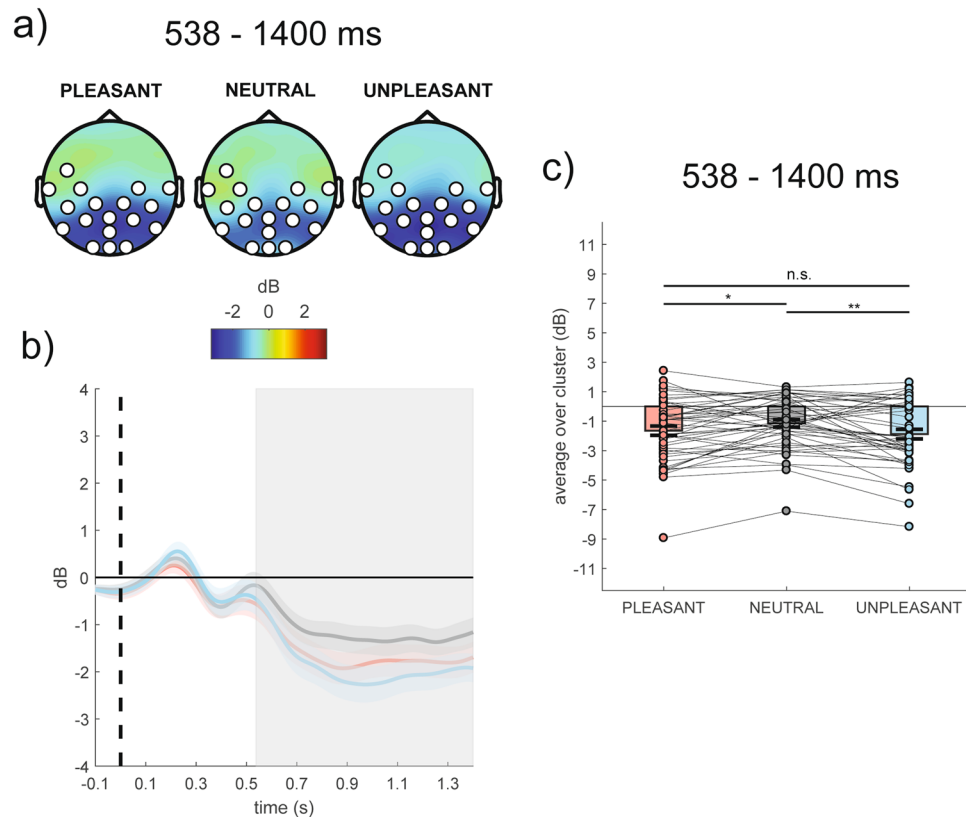 a)
538 - 1400 ms
PLEASANT NEUTRAL UNPLEASANT
dB
-2 0 2
b)
4
3
2
1
0
-1
-2
-3
-4
dB
-0.1 0.1 0.3 0.5 0.7 0.9 1.1 1.3
time (s)
c)
538 - 1400 ms
11
9
7
5
3
1
-1
-3
-5
-7
-9
-11
average over cluster (dB)
n.s.
*
**
PLEASANT NEUTRAL UNPLEASANT